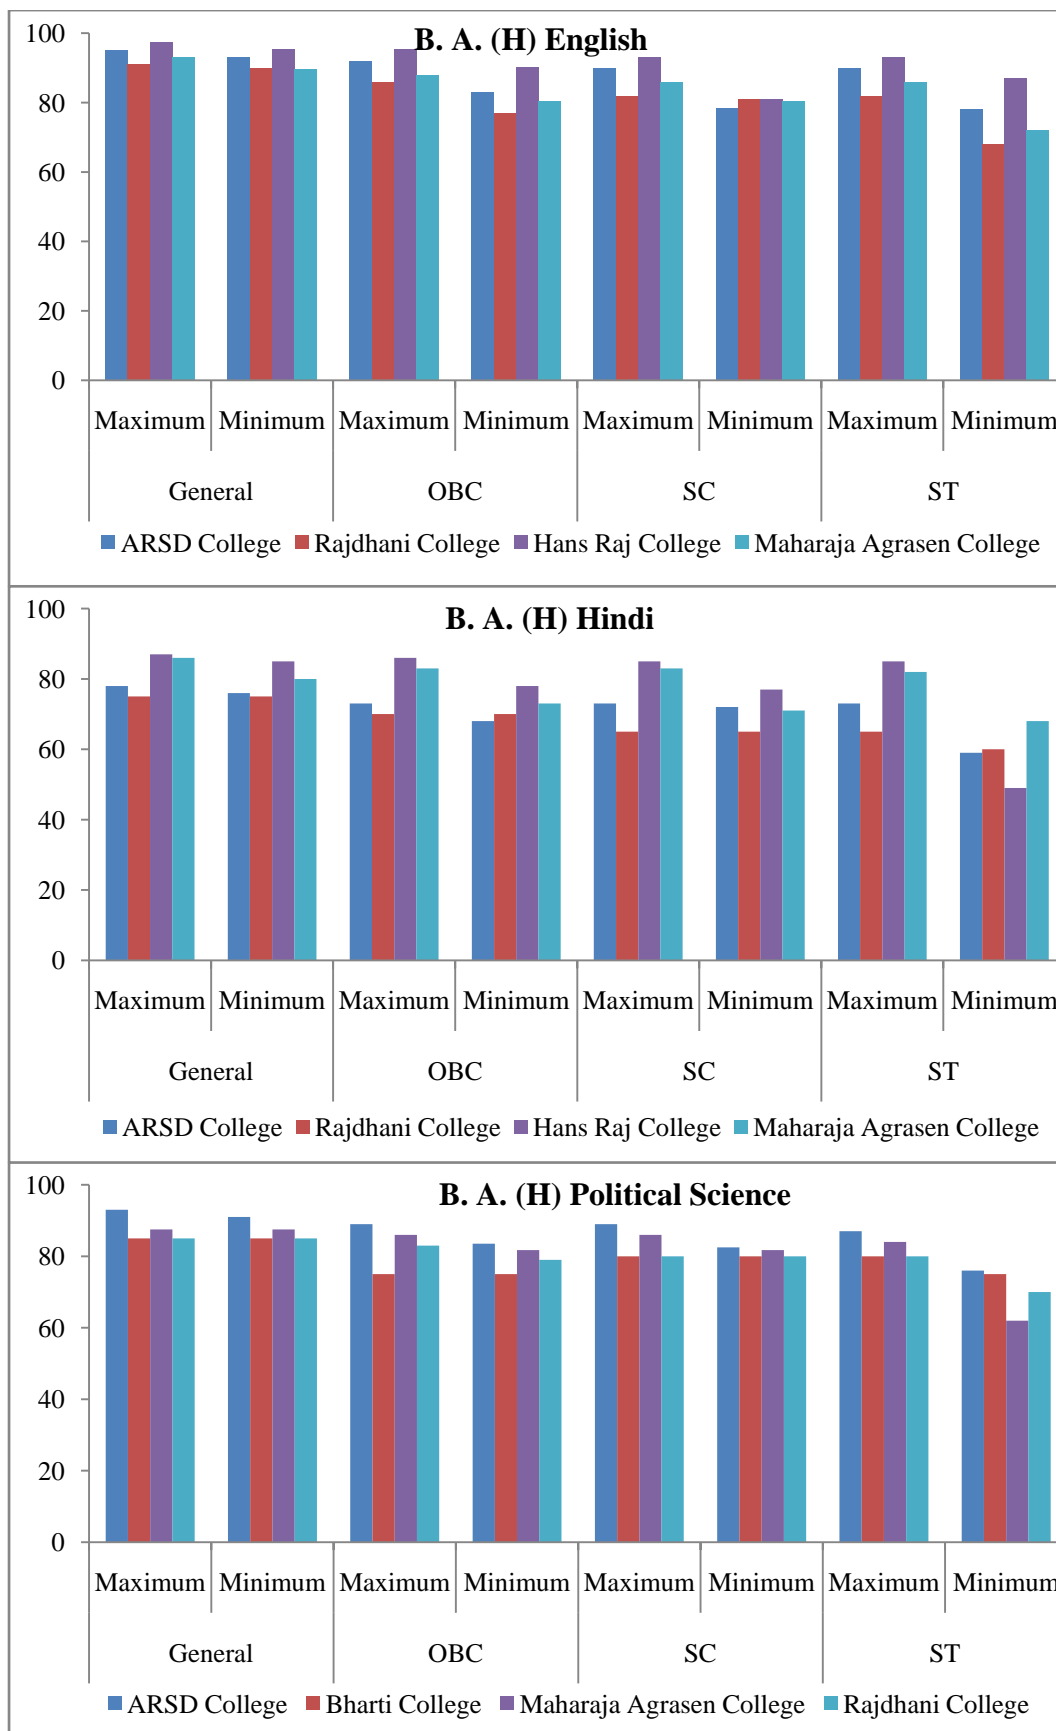 B. A. (H) English
100
80
60
40
20
0
Maximum Minimum Maximum Minimum Maximum Minimum Maximum Minimum
General OBC SC ST
ARSD College Rajdhani College Hans Raj College Maharaja Agrasen College
B. A. (H) Hindi
100
80
60
40
20
0
Maximum Minimum Maximum Minimum Maximum Minimum Maximum Minimum
General OBC SC ST
ARSD College Rajdhani College Hans Raj College Maharaja Agrasen College
B. A. (H) Political Science
100
80
60
40
20
0
Maximum Minimum Maximum Minimum Maximum Minimum Maximum Minimum
General OBC SC ST
ARSD College Bharti College Maharaja Agrasen College Rajdhani College